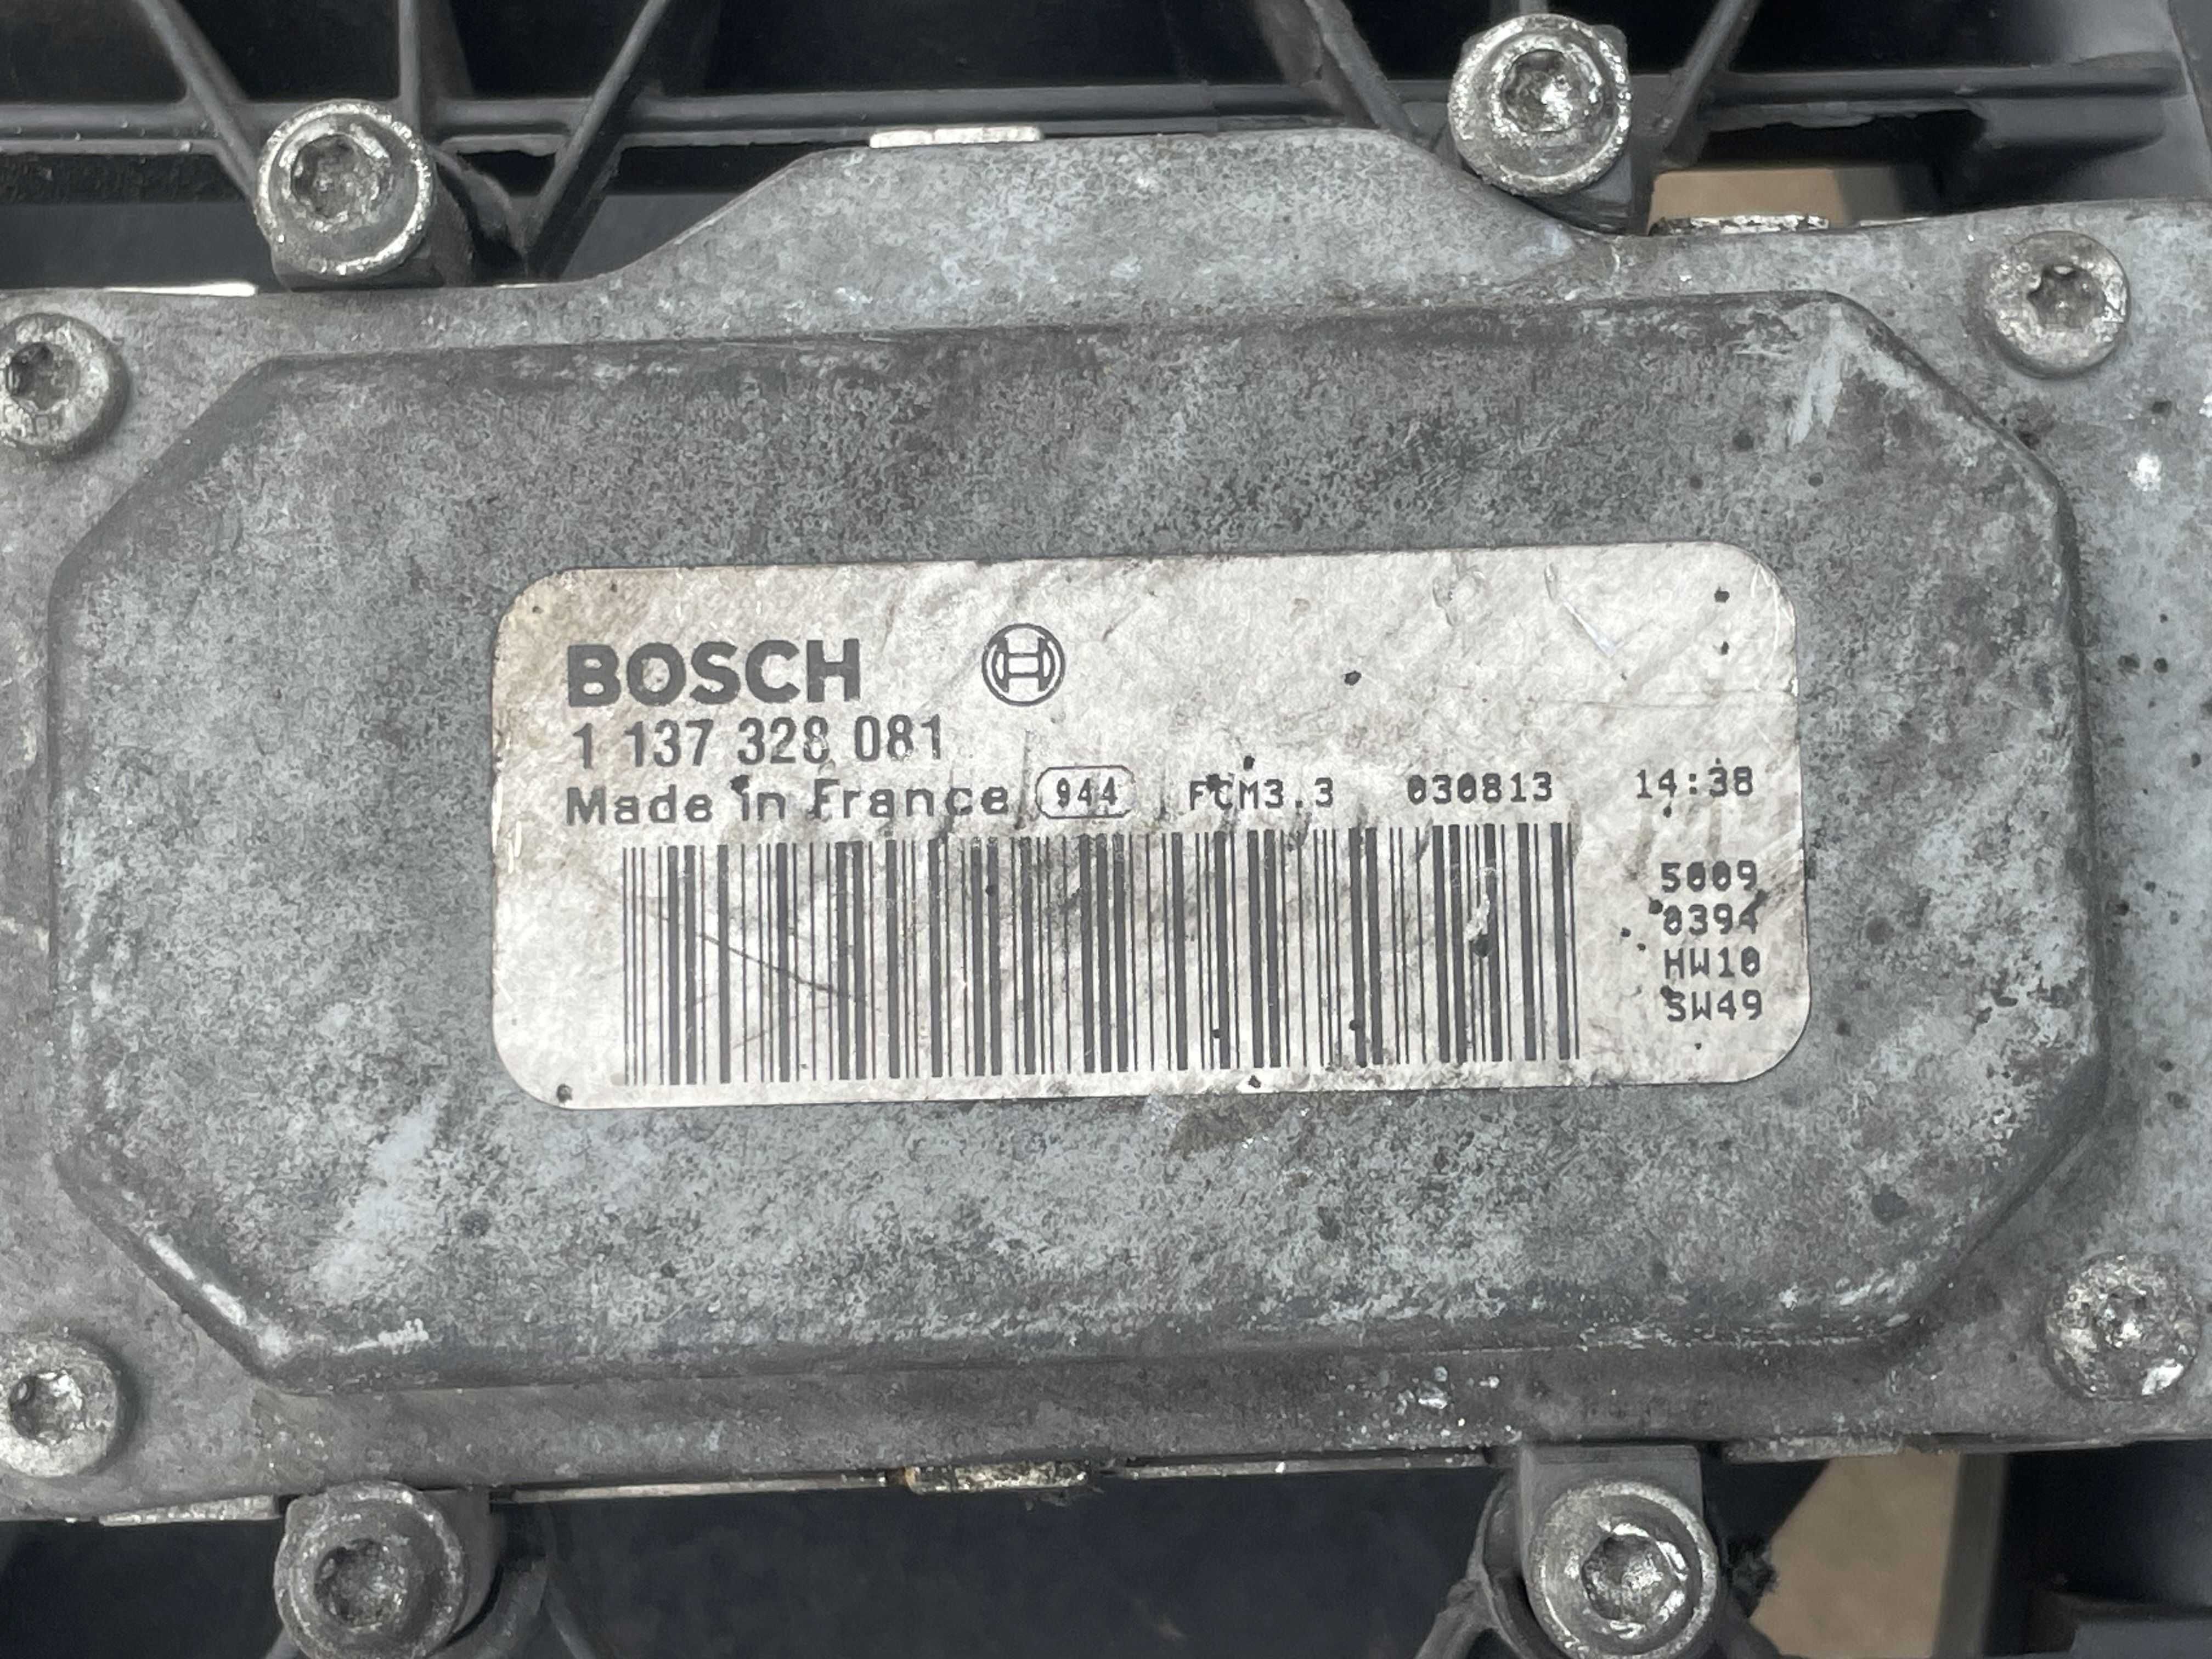 BOSCH
1 137 328 081
Made in France 944 FCM3.3 030813 14:38
5009
0394
HW10
SW49